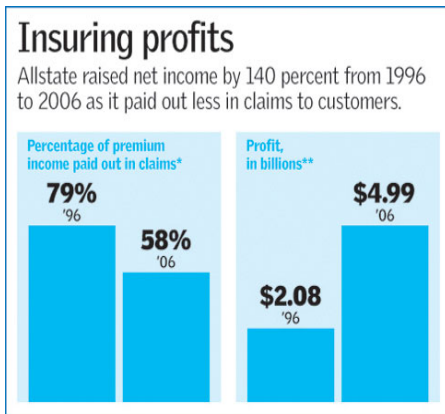 Insuring profits
Allstate raised net income by 140 percent from 1996
to 2006 as it paid out less in claims to customers.
Percentage of premium
income paid out in claims*
79%
'96
58%
'06
Profit,
in billions**
$4.99
'06
$2.08
'96